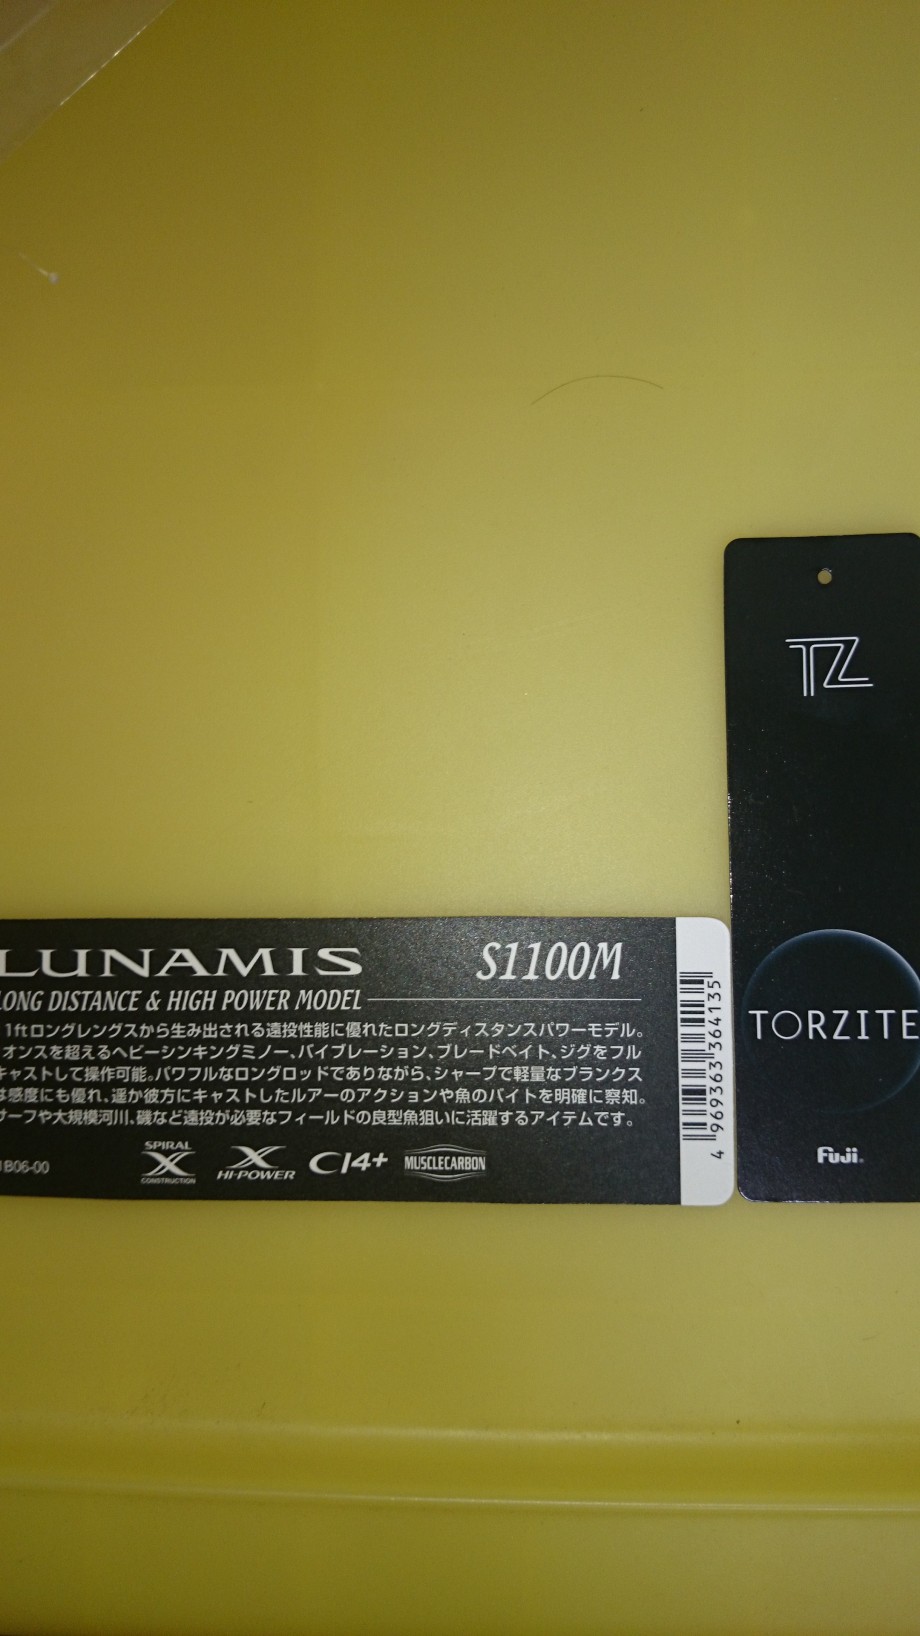 LUNAMIS S1100M
LONG DISTANCE & HIGH POWER MODEL
1ftロングレングスから生み出される遠投性能に優れたロングディスタンスパワーモデル。
オンスを超えるヘビーシンキングミノー、バイブレーション、ブレードベイト、ジグをフル
キャストして操作可能。パワフルなロングロッドでありながら、シャープで軽量なブランクス
は感度にも優れ、遥か彼方にキャストしたルアーのアクションや魚のバイトを明確に察知。
サーフや大規模河川、磯など遠投が必要なフィールドの良型魚狙いに活躍するアイテムです。
1B06-00
SPIRAL X CONSTRUCTION
X HI-POWER
CI4+
MUSCLECARBON
4 969363 364135
TZ
TORZITE
Fuji